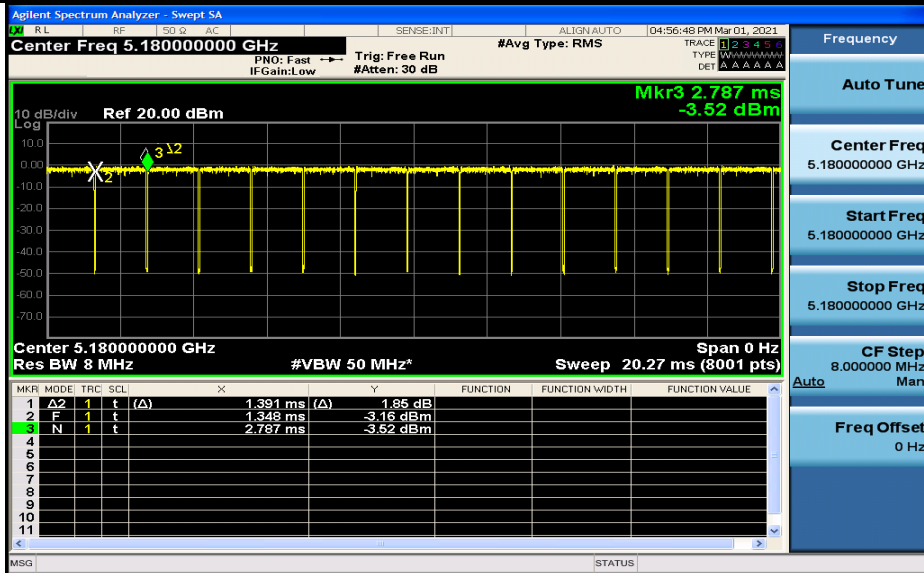 Agilent Spectrum Analyzer - Swept SA
LXI RL RF 50 Ω AC SENSE:INT ALIGN AUTO 04:56:48 PM Mar 01, 2021
Center Freq 5.180000000 GHz
PNO: Fast
IFGain:Low
Trig: Free Run
#Atten: 30 dB
#Avg Type: RMS
TRACE 1 2 3 4 5 6
TYPE WWWWWW
DET A A A A A A
Mkr3 2.787 ms
-3.52 dBm
10 dB/div Ref 20.00 dBm
Log
10.0
0.00
-10.0
-20.0
-30.0
-40.0
-50.0
-60.0
-70.0
X2
3 Δ2
Center 5.180000000 GHz Span 0 Hz
Res BW 8 MHz #VBW 50 MHz* Sweep 20.27 ms (8001 pts)
MKR MODE TRC SCL X Y FUNCTION FUNCTION WIDTH FUNCTION VALUE
1 Δ2 1 t (Δ) 1.391 ms (Δ) 1.85 dB
2 F 1 t 1.348 ms -3.16 dBm
3 N 1 t 2.787 ms -3.52 dBm
4
5
6
7
8
9
10
11
MSG STATUS
Frequency
Auto Tune
Center Freq
5.180000000 GHz
Start Freq
5.180000000 GHz
Stop Freq
5.180000000 GHz
CF Step
8.000000 MHz
Auto Man
Freq Offset
0 Hz